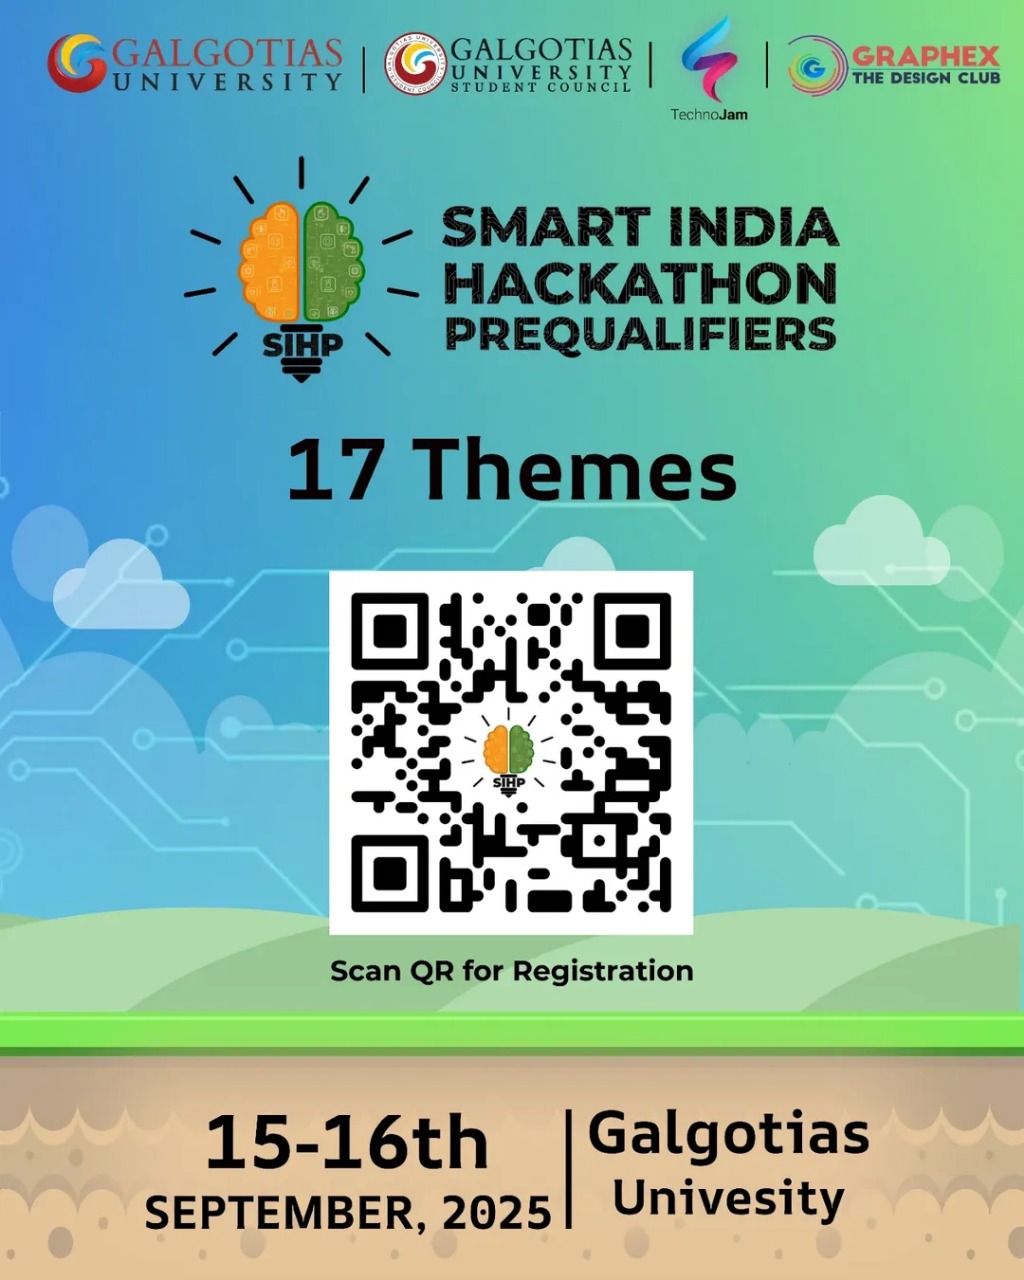 GALGOTIAS
UNIVERSITY
GALGOTIAS
UNIVERSITY
STUDENT COUNCIL
TechnoJam
GRAPHEX
THE DESIGN CLUB
SIHP
SMART INDIA
HACKATHON
PREQUALIFIERS
17 Themes
SIHP
Scan QR for Registration
15-16th
SEPTEMBER, 2025
Galgotias
Univesity